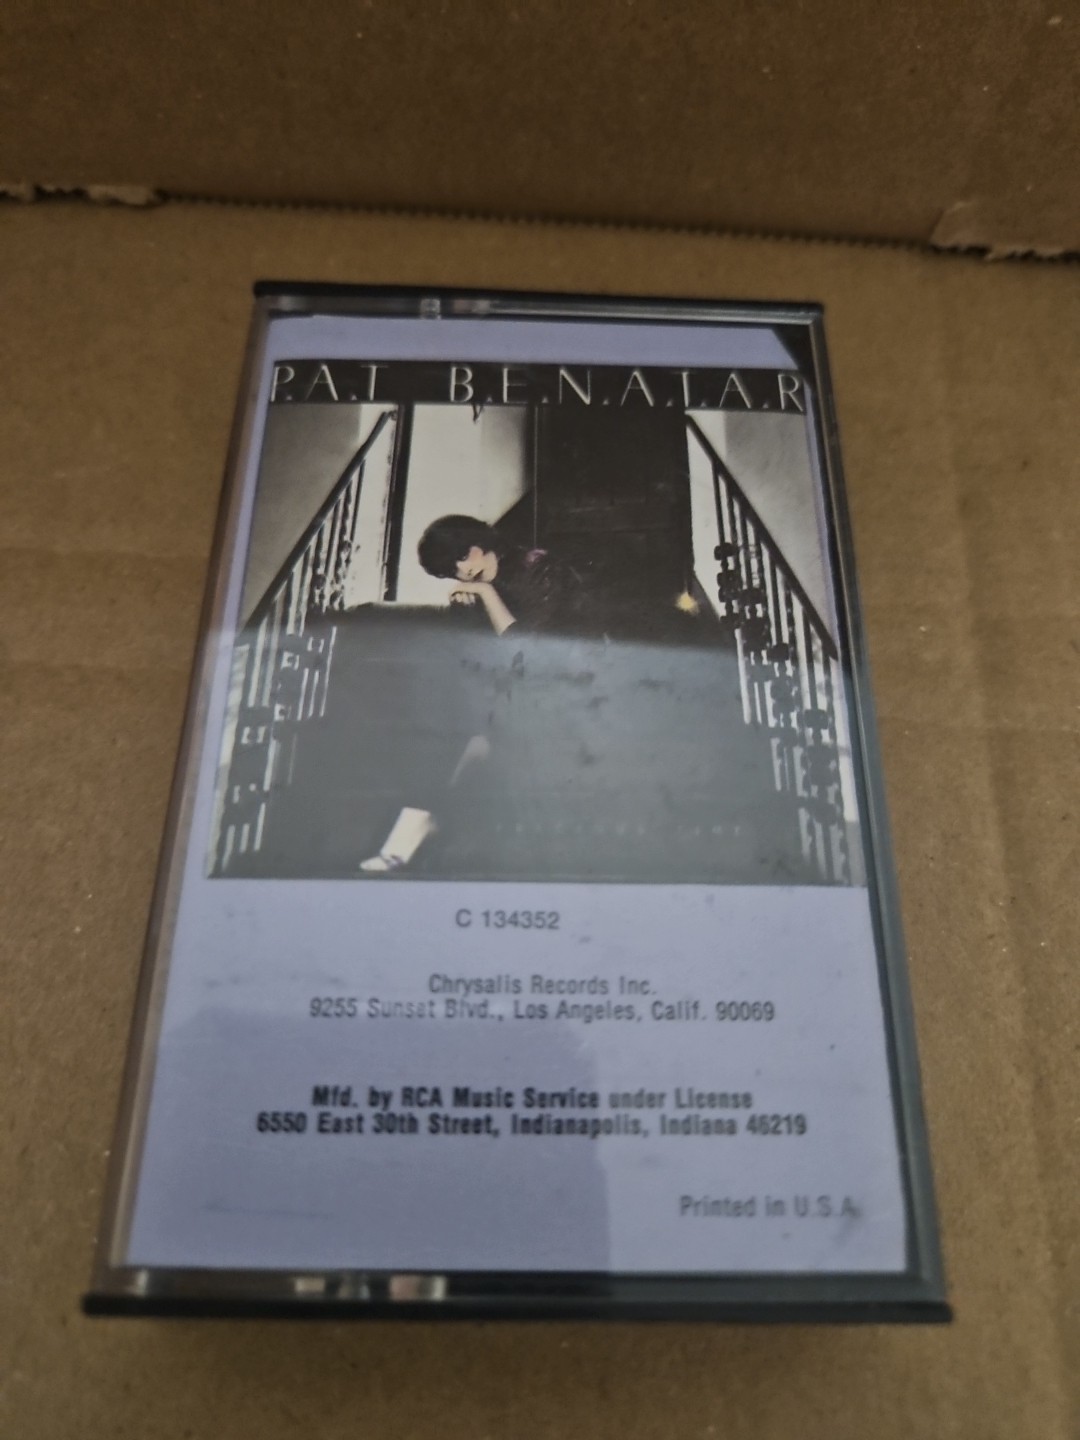 P.A.T B.E.N.A.T.A.R
C 134352
Chrysalis Records Inc.
9255 Sunset Blvd., Los Angeles, Calif. 90069
Mfd. by RCA Music Service under License
6550 East 30th Street, Indianapolis, Indiana 46219
Printed in U.S.A.